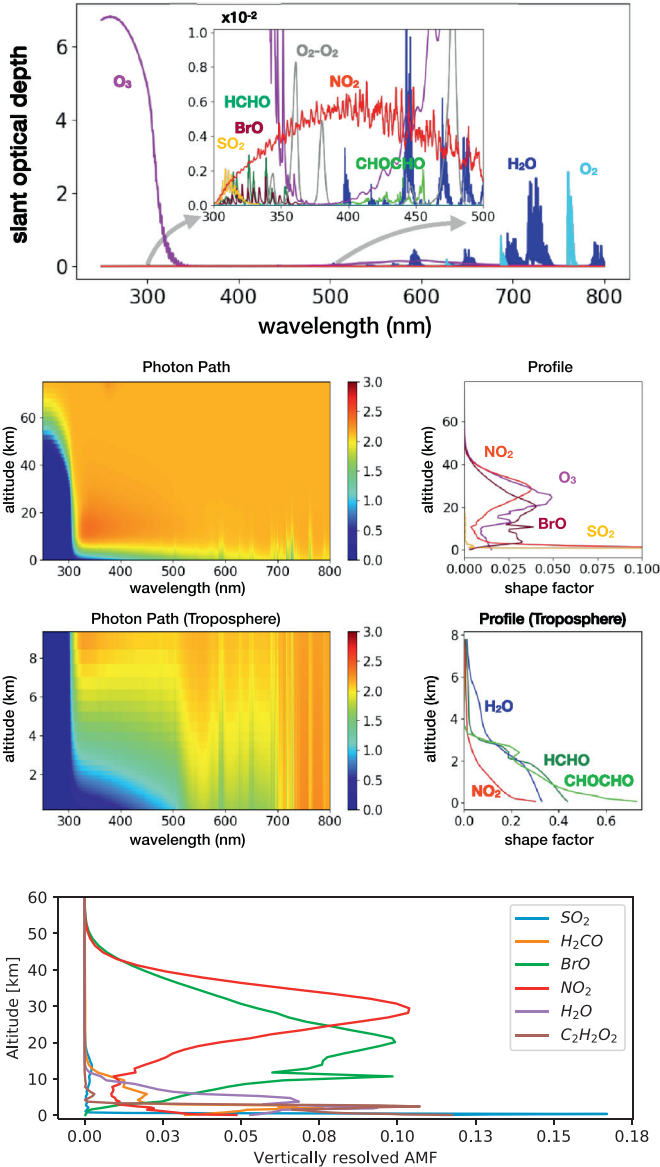 x10-2
O2-O2
O3
HCHO
NO2
BrO
SO2
CHOCHO
H2O
O2
slant optical depth
6
4
2
0
1.0
0.8
0.6
0.4
0.2
0.0
300 350 400 450 500
300 400 500 600 700 800
wavelength (nm)
Photon Path
altitude (km)
60
40
20
0
300 400 500 600 700 800
wavelength (nm)
3.0
2.5
2.0
1.5
1.0
0.5
0.0
Profile
altitude (km)
60
40
20
0
NO2
O3
BrO
SO2
0.000 0.025 0.050 0.075 0.100
shape factor
Photon Path (Troposphere)
altitude (km)
8
6
4
2
300 400 500 600 700 800
wavelength (nm)
3.0
2.5
2.0
1.5
1.0
0.5
0.0
Profile (Troposphere)
altitude (km)
8
6
4
2
0
H2O
HCHO
CHOCHO
NO2
0.0 0.2 0.4 0.6
shape factor
Altitude [km]
60
50
40
30
20
10
0
SO2
H2CO
BrO
NO2
H2O
C2H2O2
0.00 0.03 0.05 0.08 0.10 0.13 0.15 0.18
Vertically resolved AMF